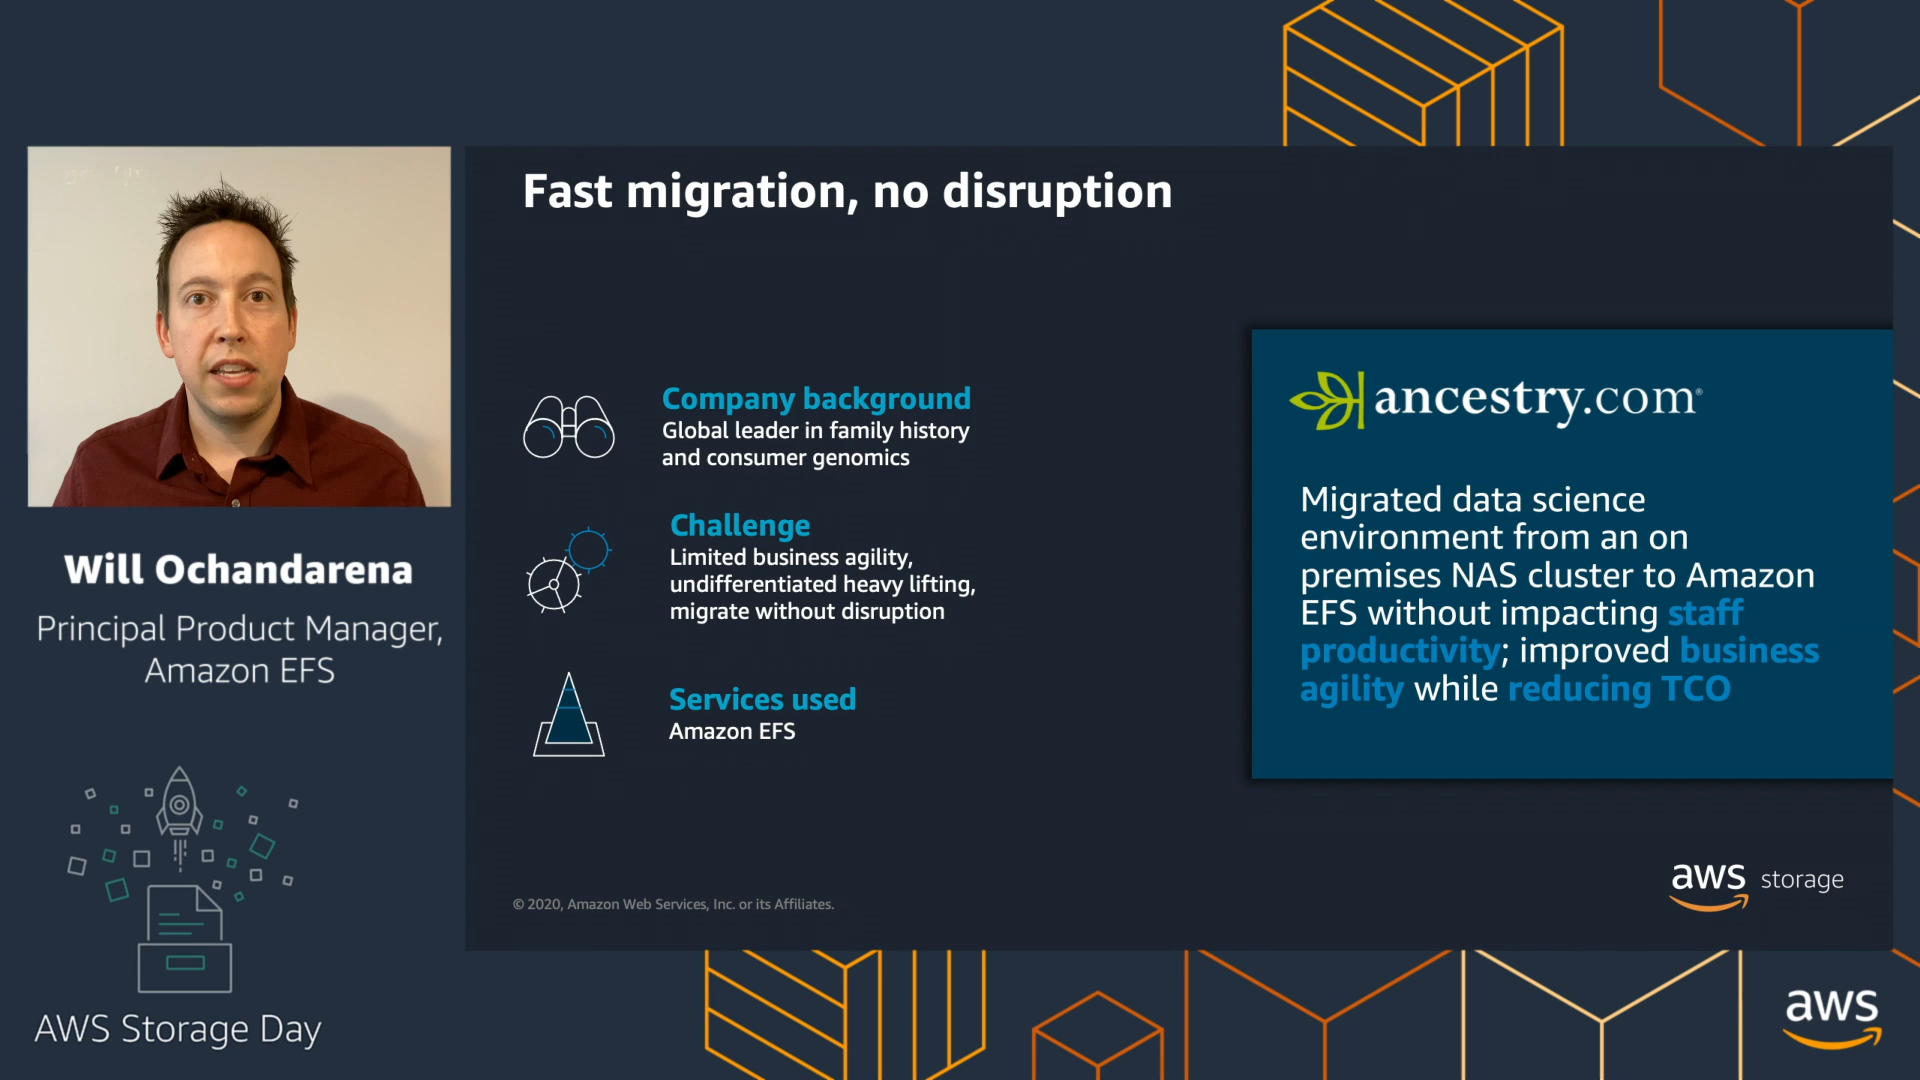 Fast migration, no disruption
Company background
Global leader in family history
and consumer genomics
Challenge
Limited business agility,
undifferentiated heavy lifting,
migrate without disruption
Services used
Amazon EFS
ancestry.com®
Migrated data science
environment from an on
premises NAS cluster to Amazon
EFS without impacting staff
productivity; improved business
agility while reducing TCO
© 2020, Amazon Web Services, Inc. or its Affiliates.
aws storage
Will Ochandarena
Principal Product Manager,
Amazon EFS
AWS Storage Day
aws